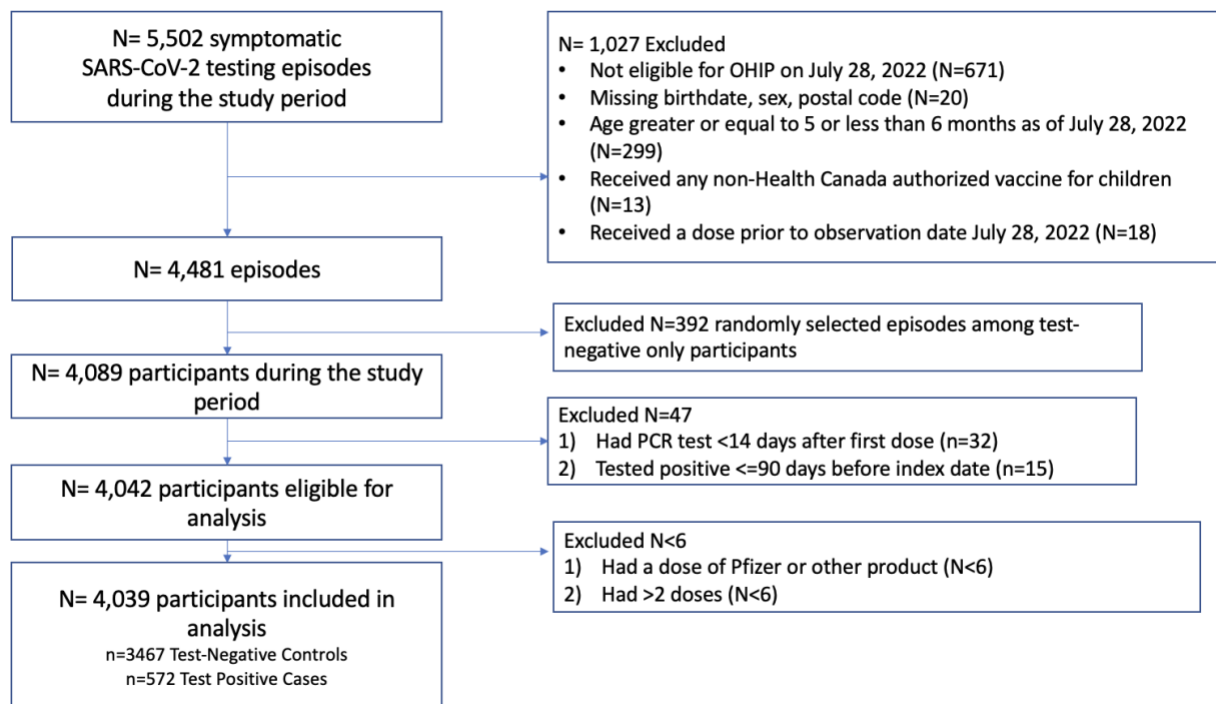 N= 5,502 symptomatic
SARS-CoV-2 testing episodes
during the study period
N= 1,027 Excluded
• Not eligible for OHIP on July 28, 2022 (N=671)
• Missing birthdate, sex, postal code (N=20)
• Age greater or equal to 5 or less than 6 months as of July 28, 2022
(N=299)
• Received any non-Health Canada authorized vaccine for children
(N=13)
• Received a dose prior to observation date July 28, 2022 (N=18)
N= 4,481 episodes
Excluded N=392 randomly selected episodes among test-
negative only participants
N= 4,089 participants during the study
period
Excluded N=47
1) Had PCR test <14 days after first dose (n=32)
2) Tested positive <=90 days before index date (n=15)
N= 4,042 participants eligible for
analysis
Excluded N<6
1) Had a dose of Pfizer or other product (N<6)
2) Had >2 doses (N<6)
N= 4,039 participants included in
analysis
n=3467 Test-Negative Controls
n=572 Test Positive Cases